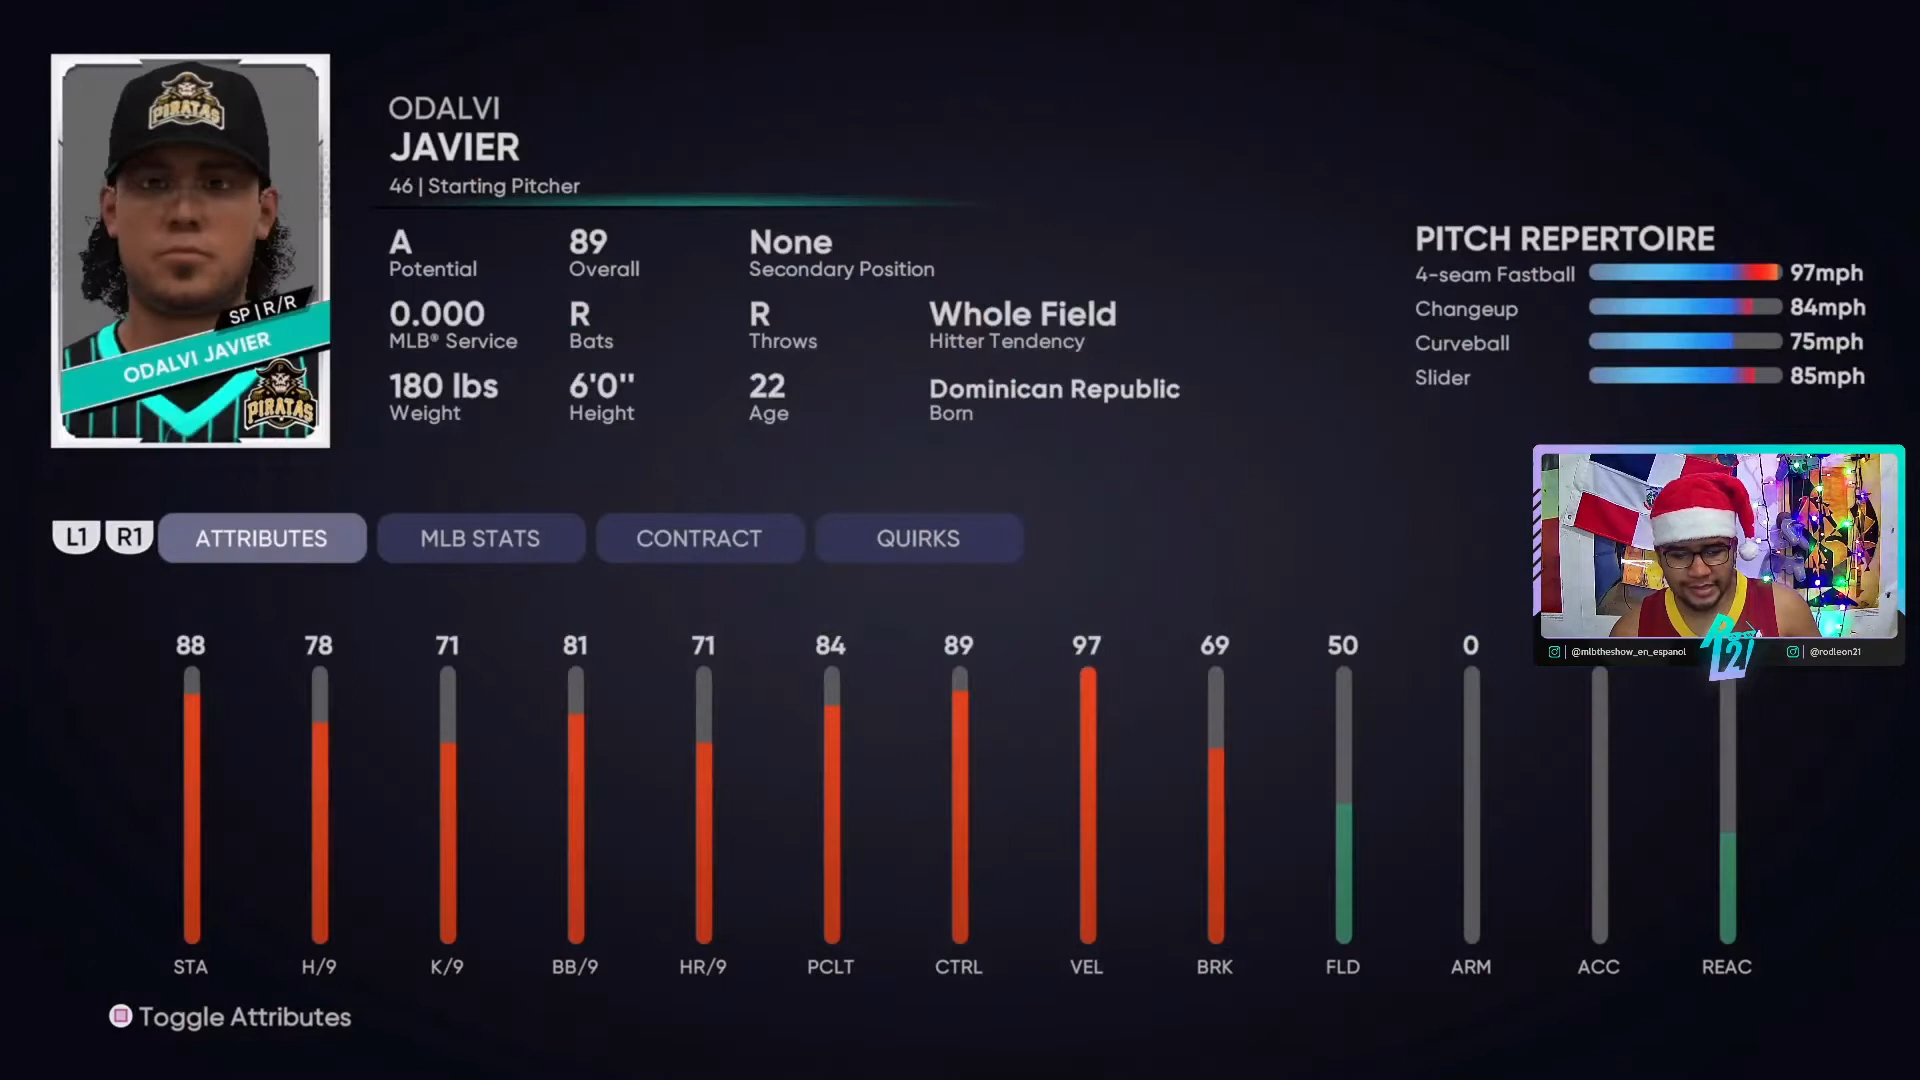 PIRATAS
SP | R/R
ODALVI JAVIER
PIRATAS
ODALVI
JAVIER
46 | Starting Pitcher
A
Potential
89
Overall
None
Secondary Position
0.000
MLB® Service
R
Bats
R
Throws
Whole Field
Hitter Tendency
180 lbs
Weight
6'0''
Height
22
Age
Dominican Republic
Born
PITCH REPERTOIRE
4-seam Fastball 97mph
Changeup 84mph
Curveball 75mph
Slider 85mph
@mlbtheshow_en_espanol
@rodleon21
L1 R1 ATTRIBUTES MLB STATS CONTRACT QUIRKS
88 78 71 81 71 84 89 97 69 50 0
STA H/9 K/9 BB/9 HR/9 PCLT CTRL VEL BRK FLD ARM ACC REAC
Toggle Attributes